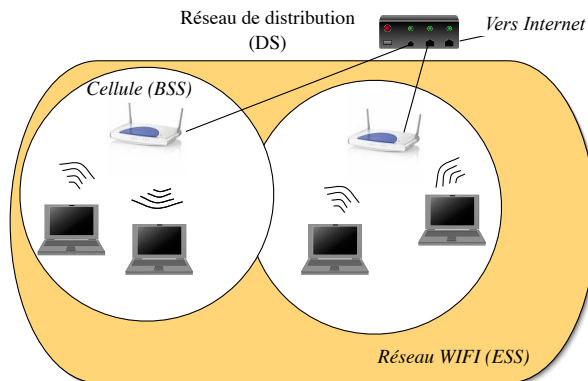 Réseau de distribution
(DS)
Vers Internet
Cellule (BSS)
Réseau WIFI (ESS)